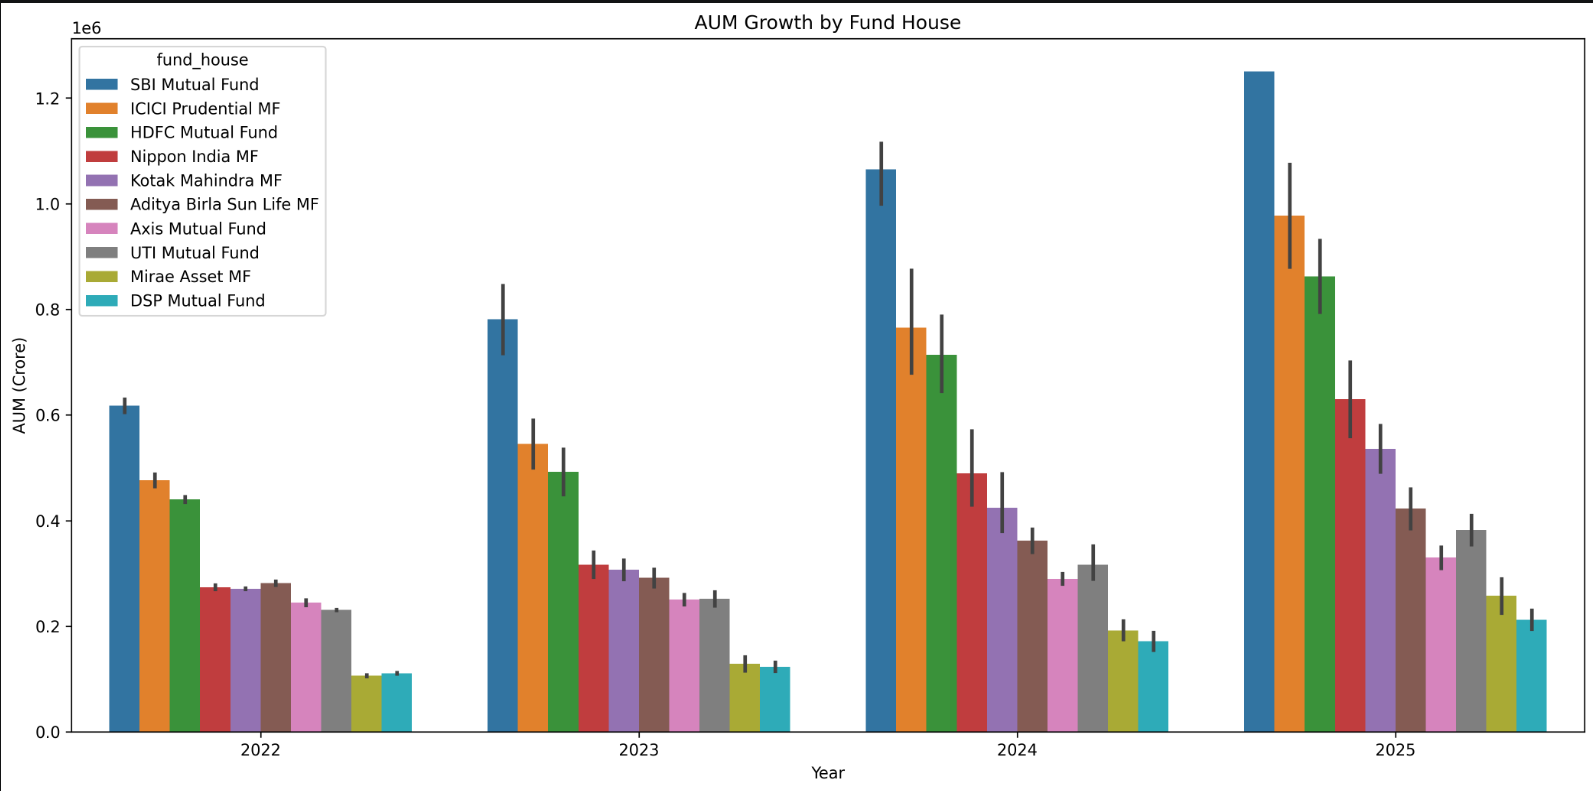 AUM Growth by Fund House
1e6
fund_house
SBI Mutual Fund
ICICI Prudential MF
HDFC Mutual Fund
Nippon India MF
Kotak Mahindra MF
Aditya Birla Sun Life MF
Axis Mutual Fund
UTI Mutual Fund
Mirae Asset MF
DSP Mutual Fund
AUM (Crore)
1.2
1.0
0.8
0.6
0.4
0.2
0.0
2022
2023
2024
2025
Year